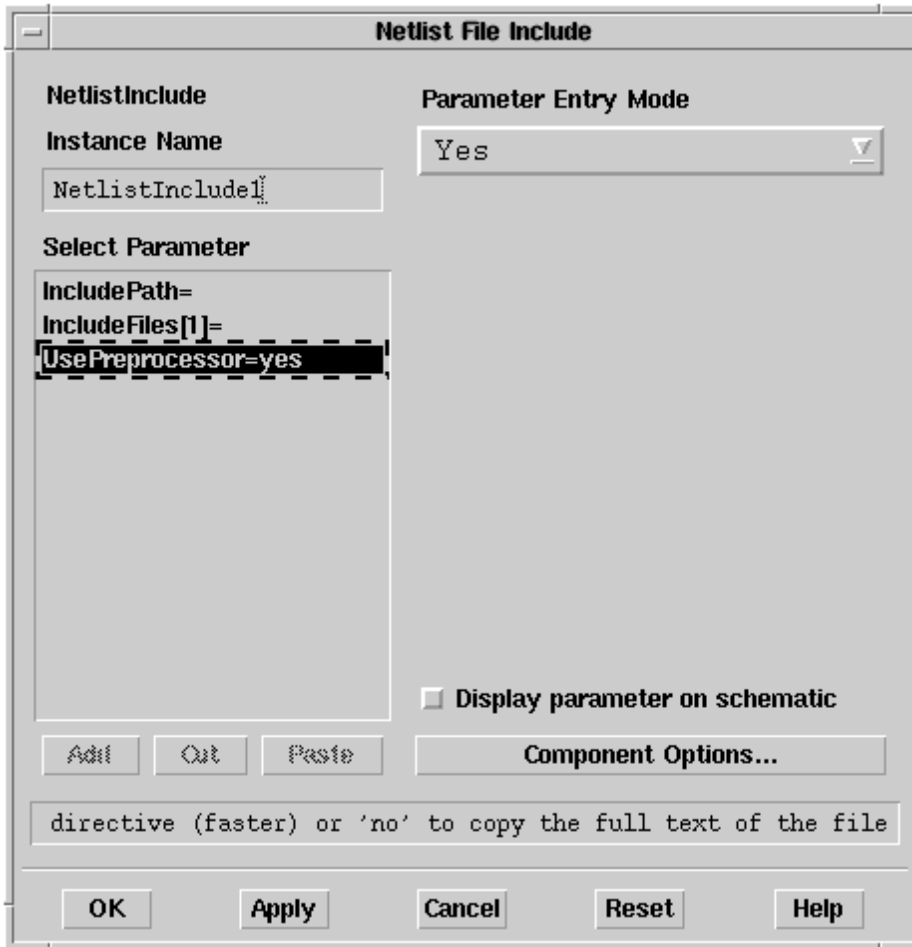 Netlist File Include
NetlistInclude
Instance Name
NetlistInclude1
Select Parameter
IncludePath=
IncludeFiles[1]=
UsePreprocessor=yes
Add Cut Paste
Parameter Entry Mode
Yes
Display parameter on schematic
Component Options...
directive (faster) or 'no' to copy the full text of the file
OK Apply Cancel Reset Help